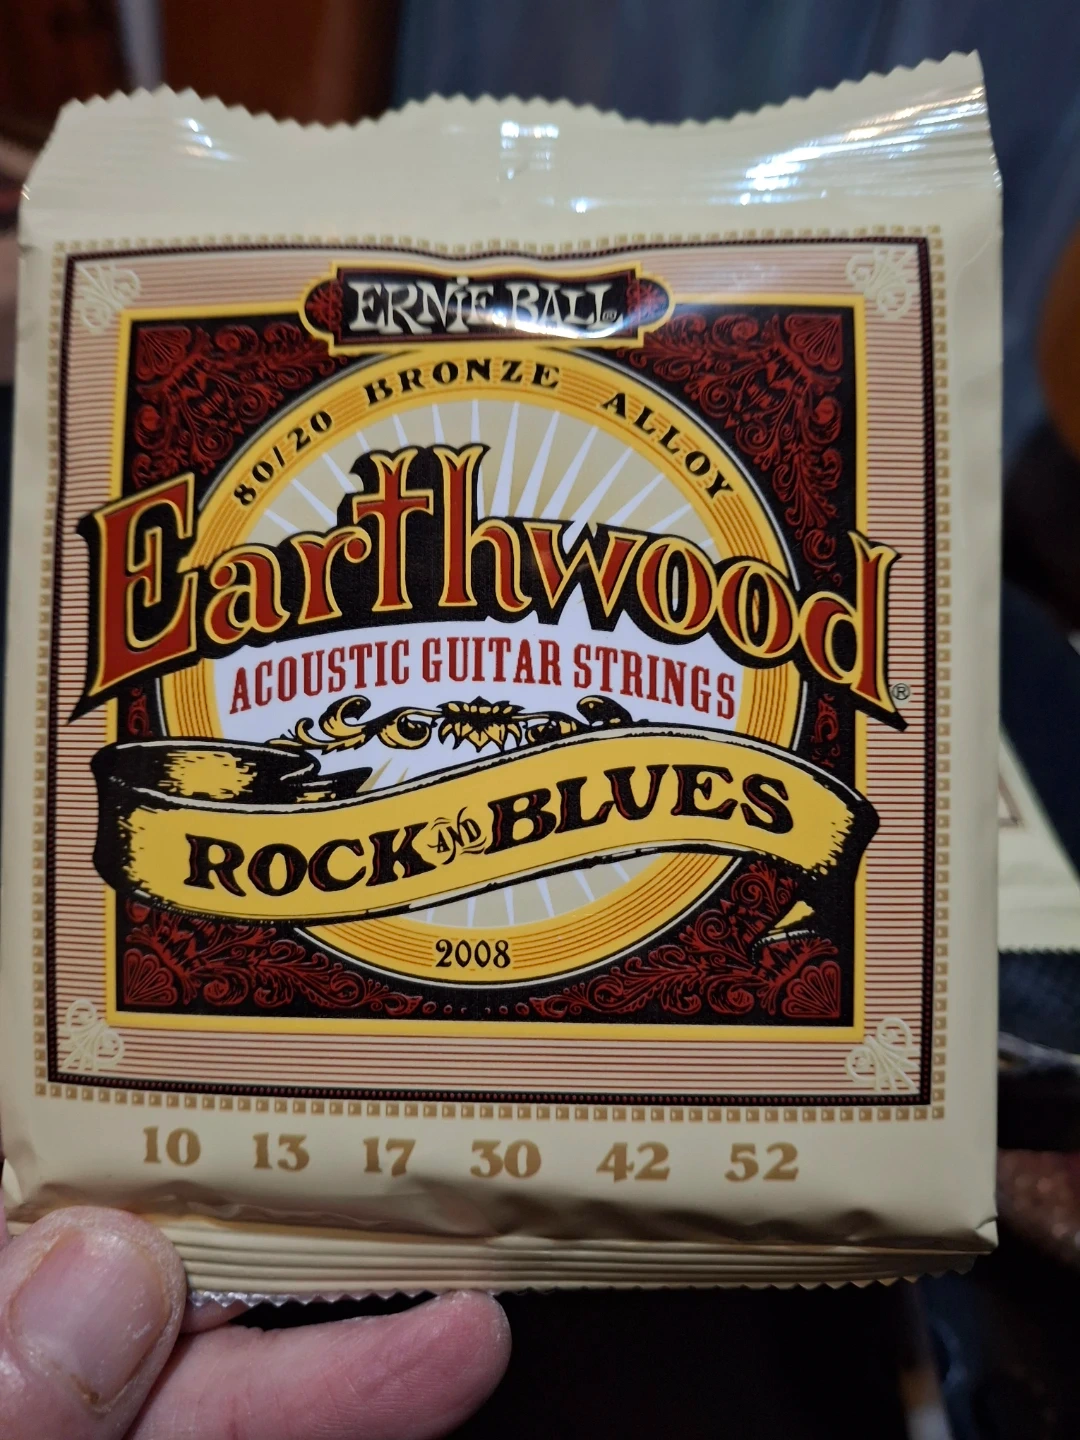 ERNIE BALL
80/20 BRONZE ALLOY
Earthwood®
ACOUSTIC GUITAR STRINGS
ROCK AND BLUES
2008
10 13 17 30 42 52